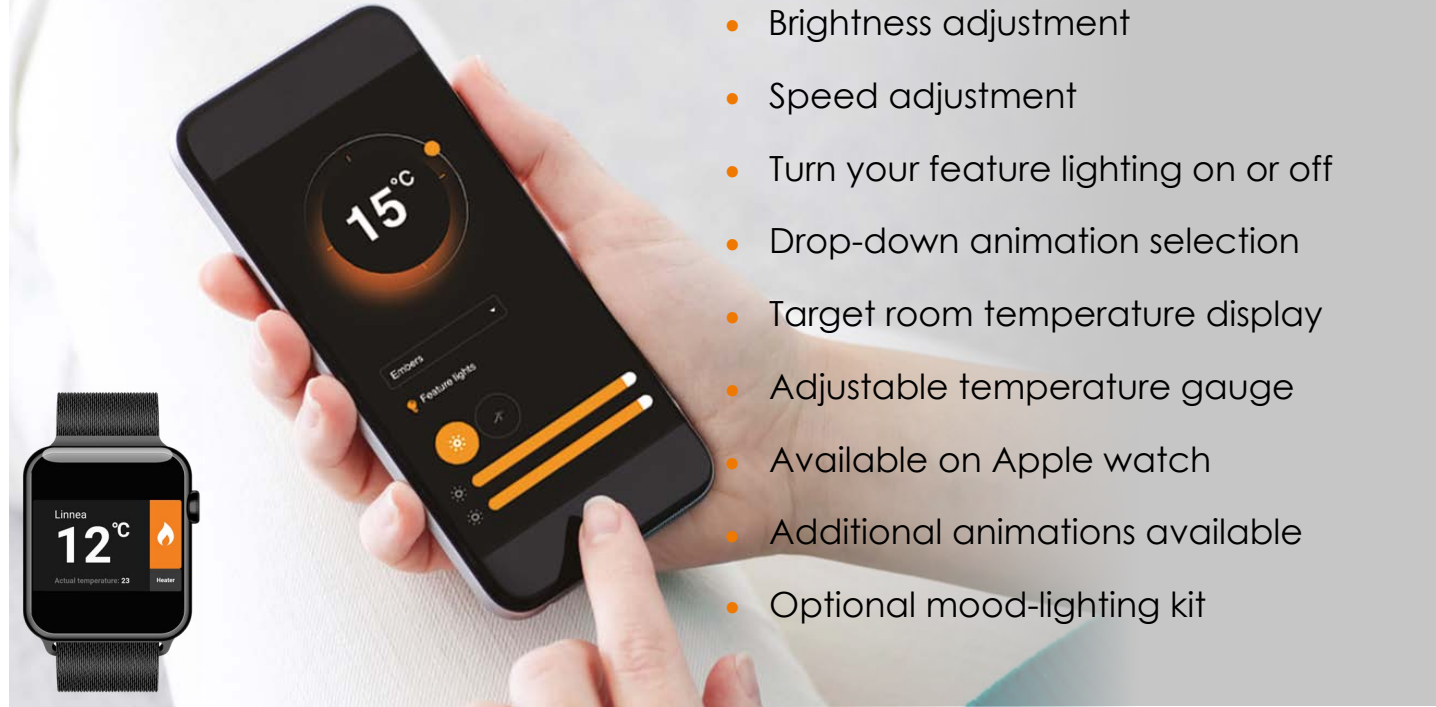 Brightness adjustment
Speed adjustment
Turn your feature lighting on or off
Drop-down animation selection
Target room temperature display
Adjustable temperature gauge
Available on Apple watch
Additional animations available
Optional mood-lighting kit
15°C
Embers
Feature lights
Linnea
12°C
Actual temperature: 23
Heater